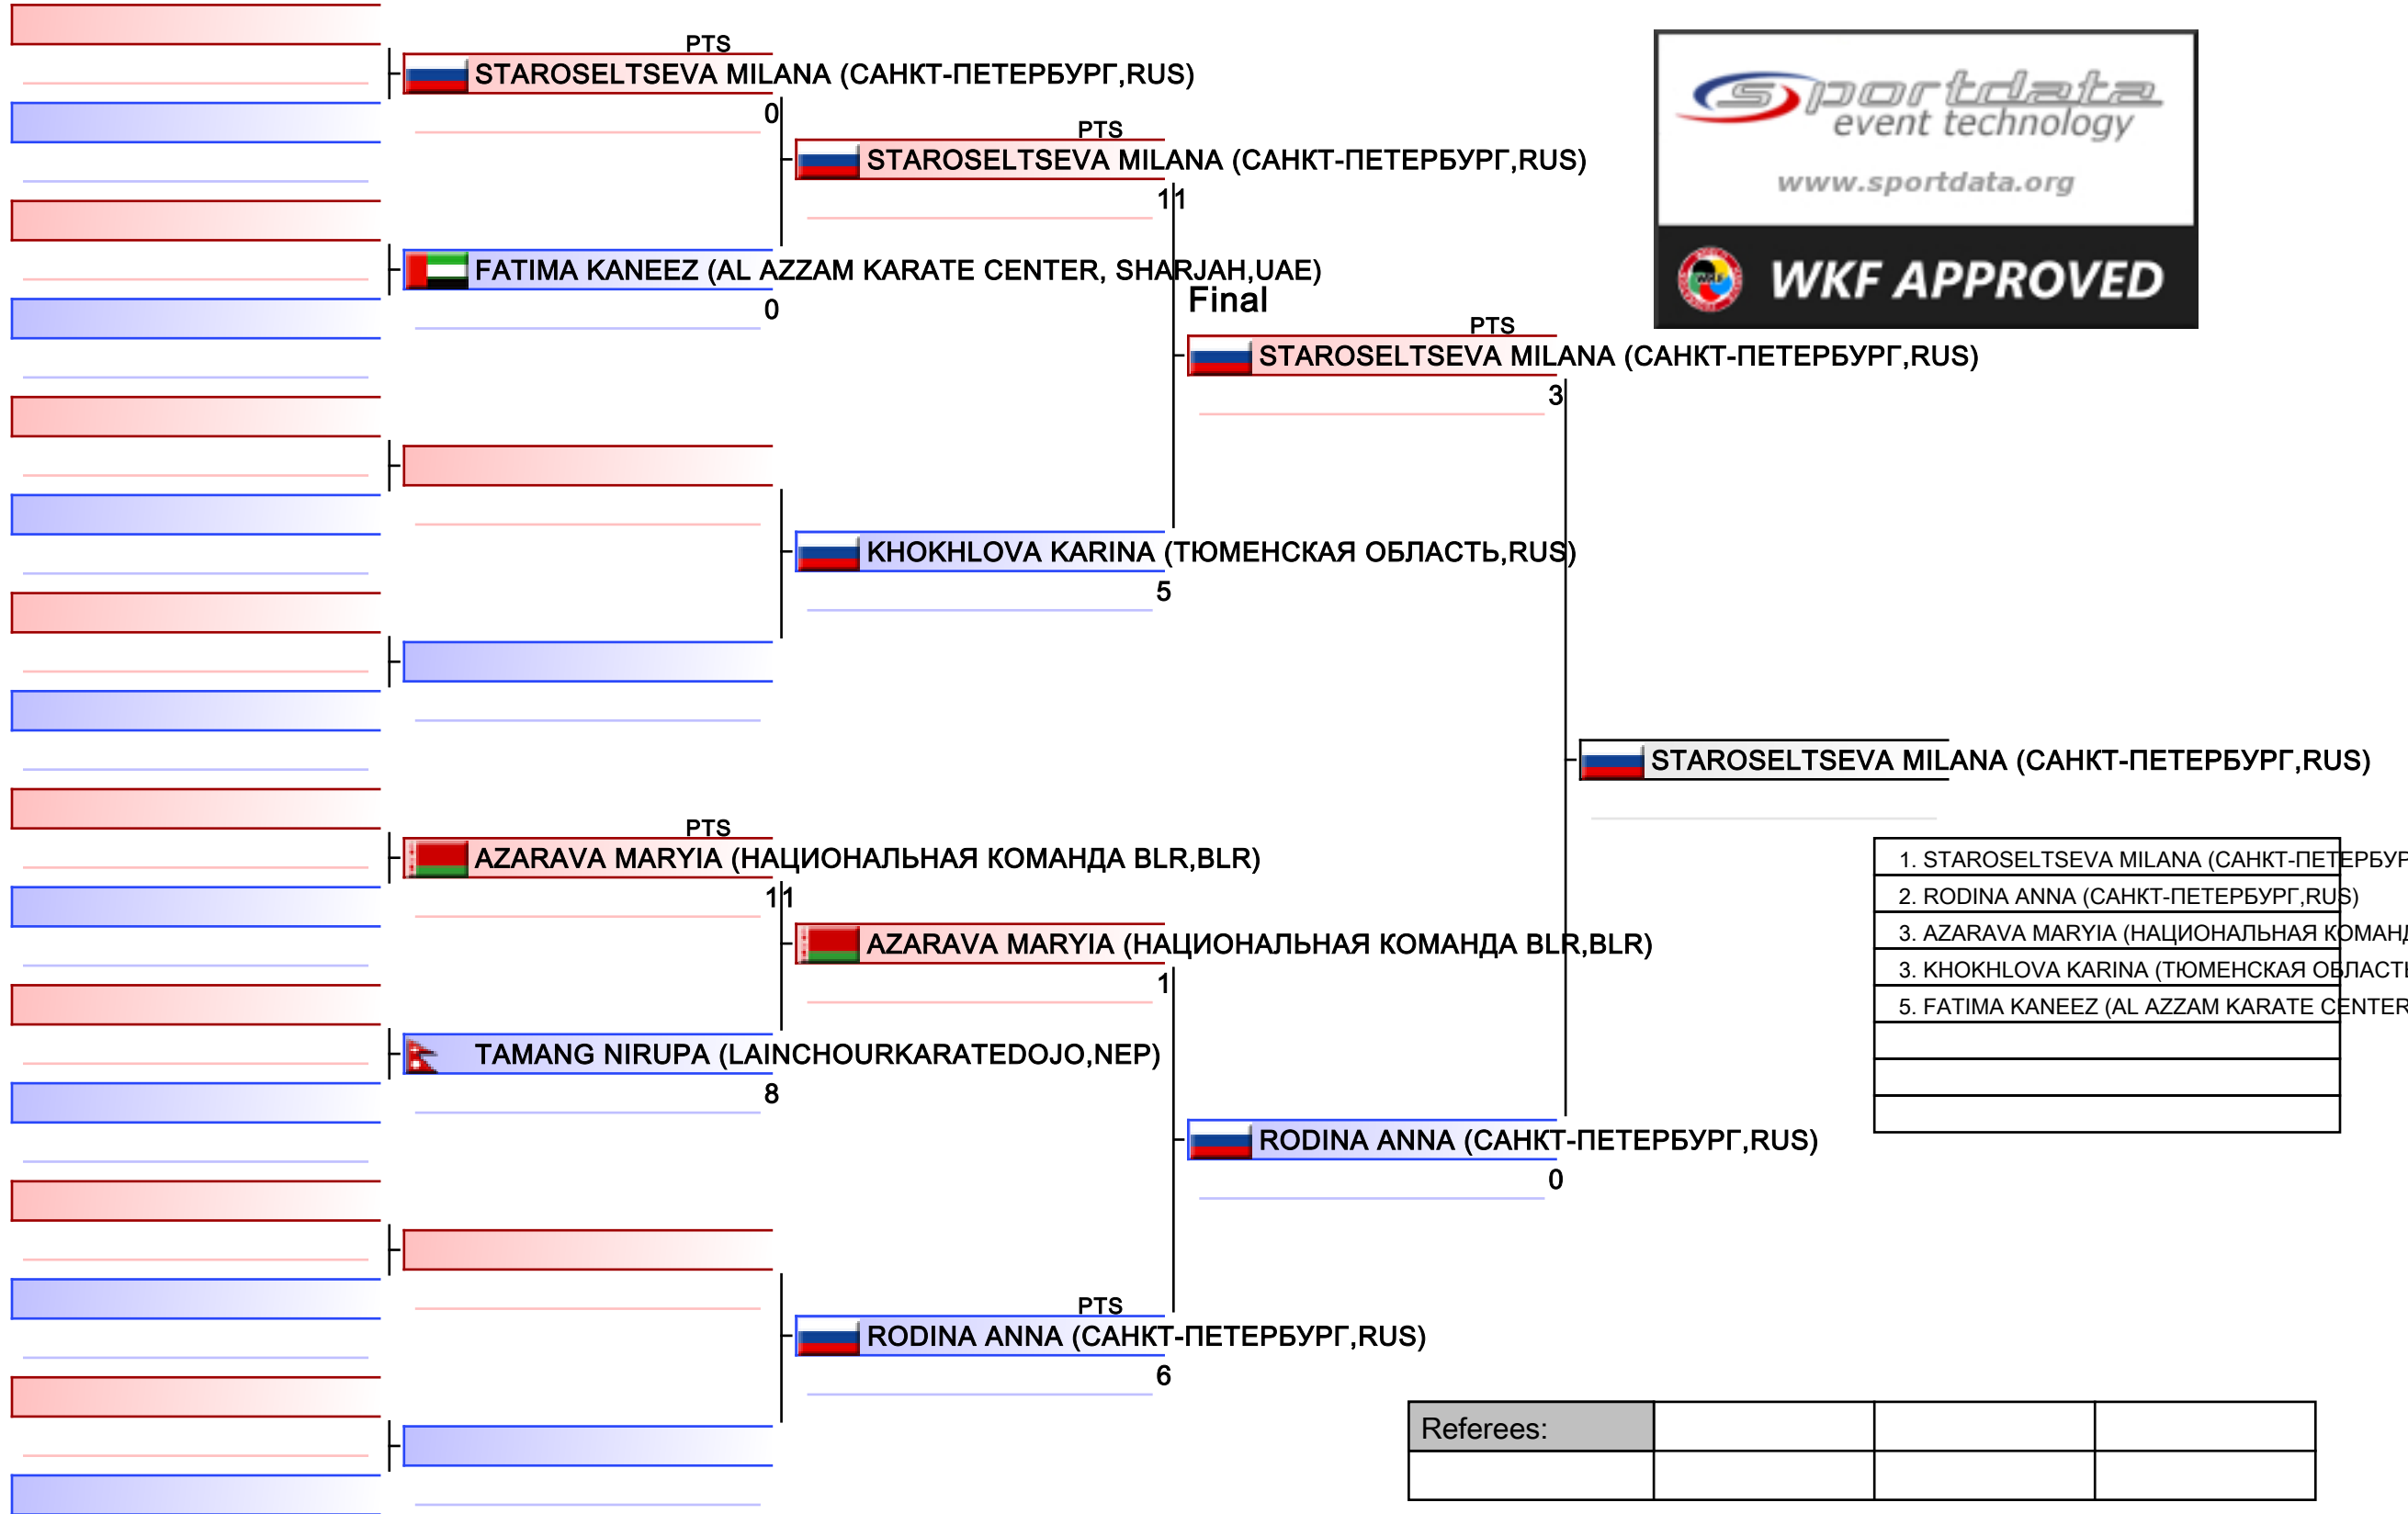 PTS
STAROSELTSEVA MILANA (САНКТ-ПЕТЕРБУРГ,RUS)
0
PTS
STAROSELTSEVA MILANA (САНКТ-ПЕТЕРБУРГ,RUS)
11
FATIMA KANEEZ (AL AZZAM KARATE CENTER, SHARJAH,UAE)
0
Final
PTS
STAROSELTSEVA MILANA (САНКТ-ПЕТЕРБУРГ,RUS)
3
KHOKHLOVA KARINA (ТЮМЕНСКАЯ ОБЛАСТЬ,RUS)
5
STAROSELTSEVA MILANA (САНКТ-ПЕТЕРБУРГ,RUS)
PTS
AZARAVA MARYIA (НАЦИОНАЛЬНАЯ КОМАНДА BLR,BLR)
11
AZARAVA MARYIA (НАЦИОНАЛЬНАЯ КОМАНДА BLR,BLR)
1
TAMANG NIRUPA (LAINCHOURKARATEDOJO,NEP)
8
RODINA ANNA (САНКТ-ПЕТЕРБУРГ,RUS)
0
PTS
RODINA ANNA (САНКТ-ПЕТЕРБУРГ,RUS)
6
sportdata
event technology
www.sportdata.org
WKF APPROVED
1. STAROSELTSEVA MILANA (САНКТ-ПЕТЕРБУР
2. RODINA ANNA (САНКТ-ПЕТЕРБУРГ,RUS)
3. AZARAVA MARYIA (НАЦИОНАЛЬНАЯ КОМАНД
3. KHOKHLOVA KARINA (ТЮМЕНСКАЯ ОБЛАСТЬ
5. FATIMA KANEEZ (AL AZZAM KARATE CENTER
Referees: